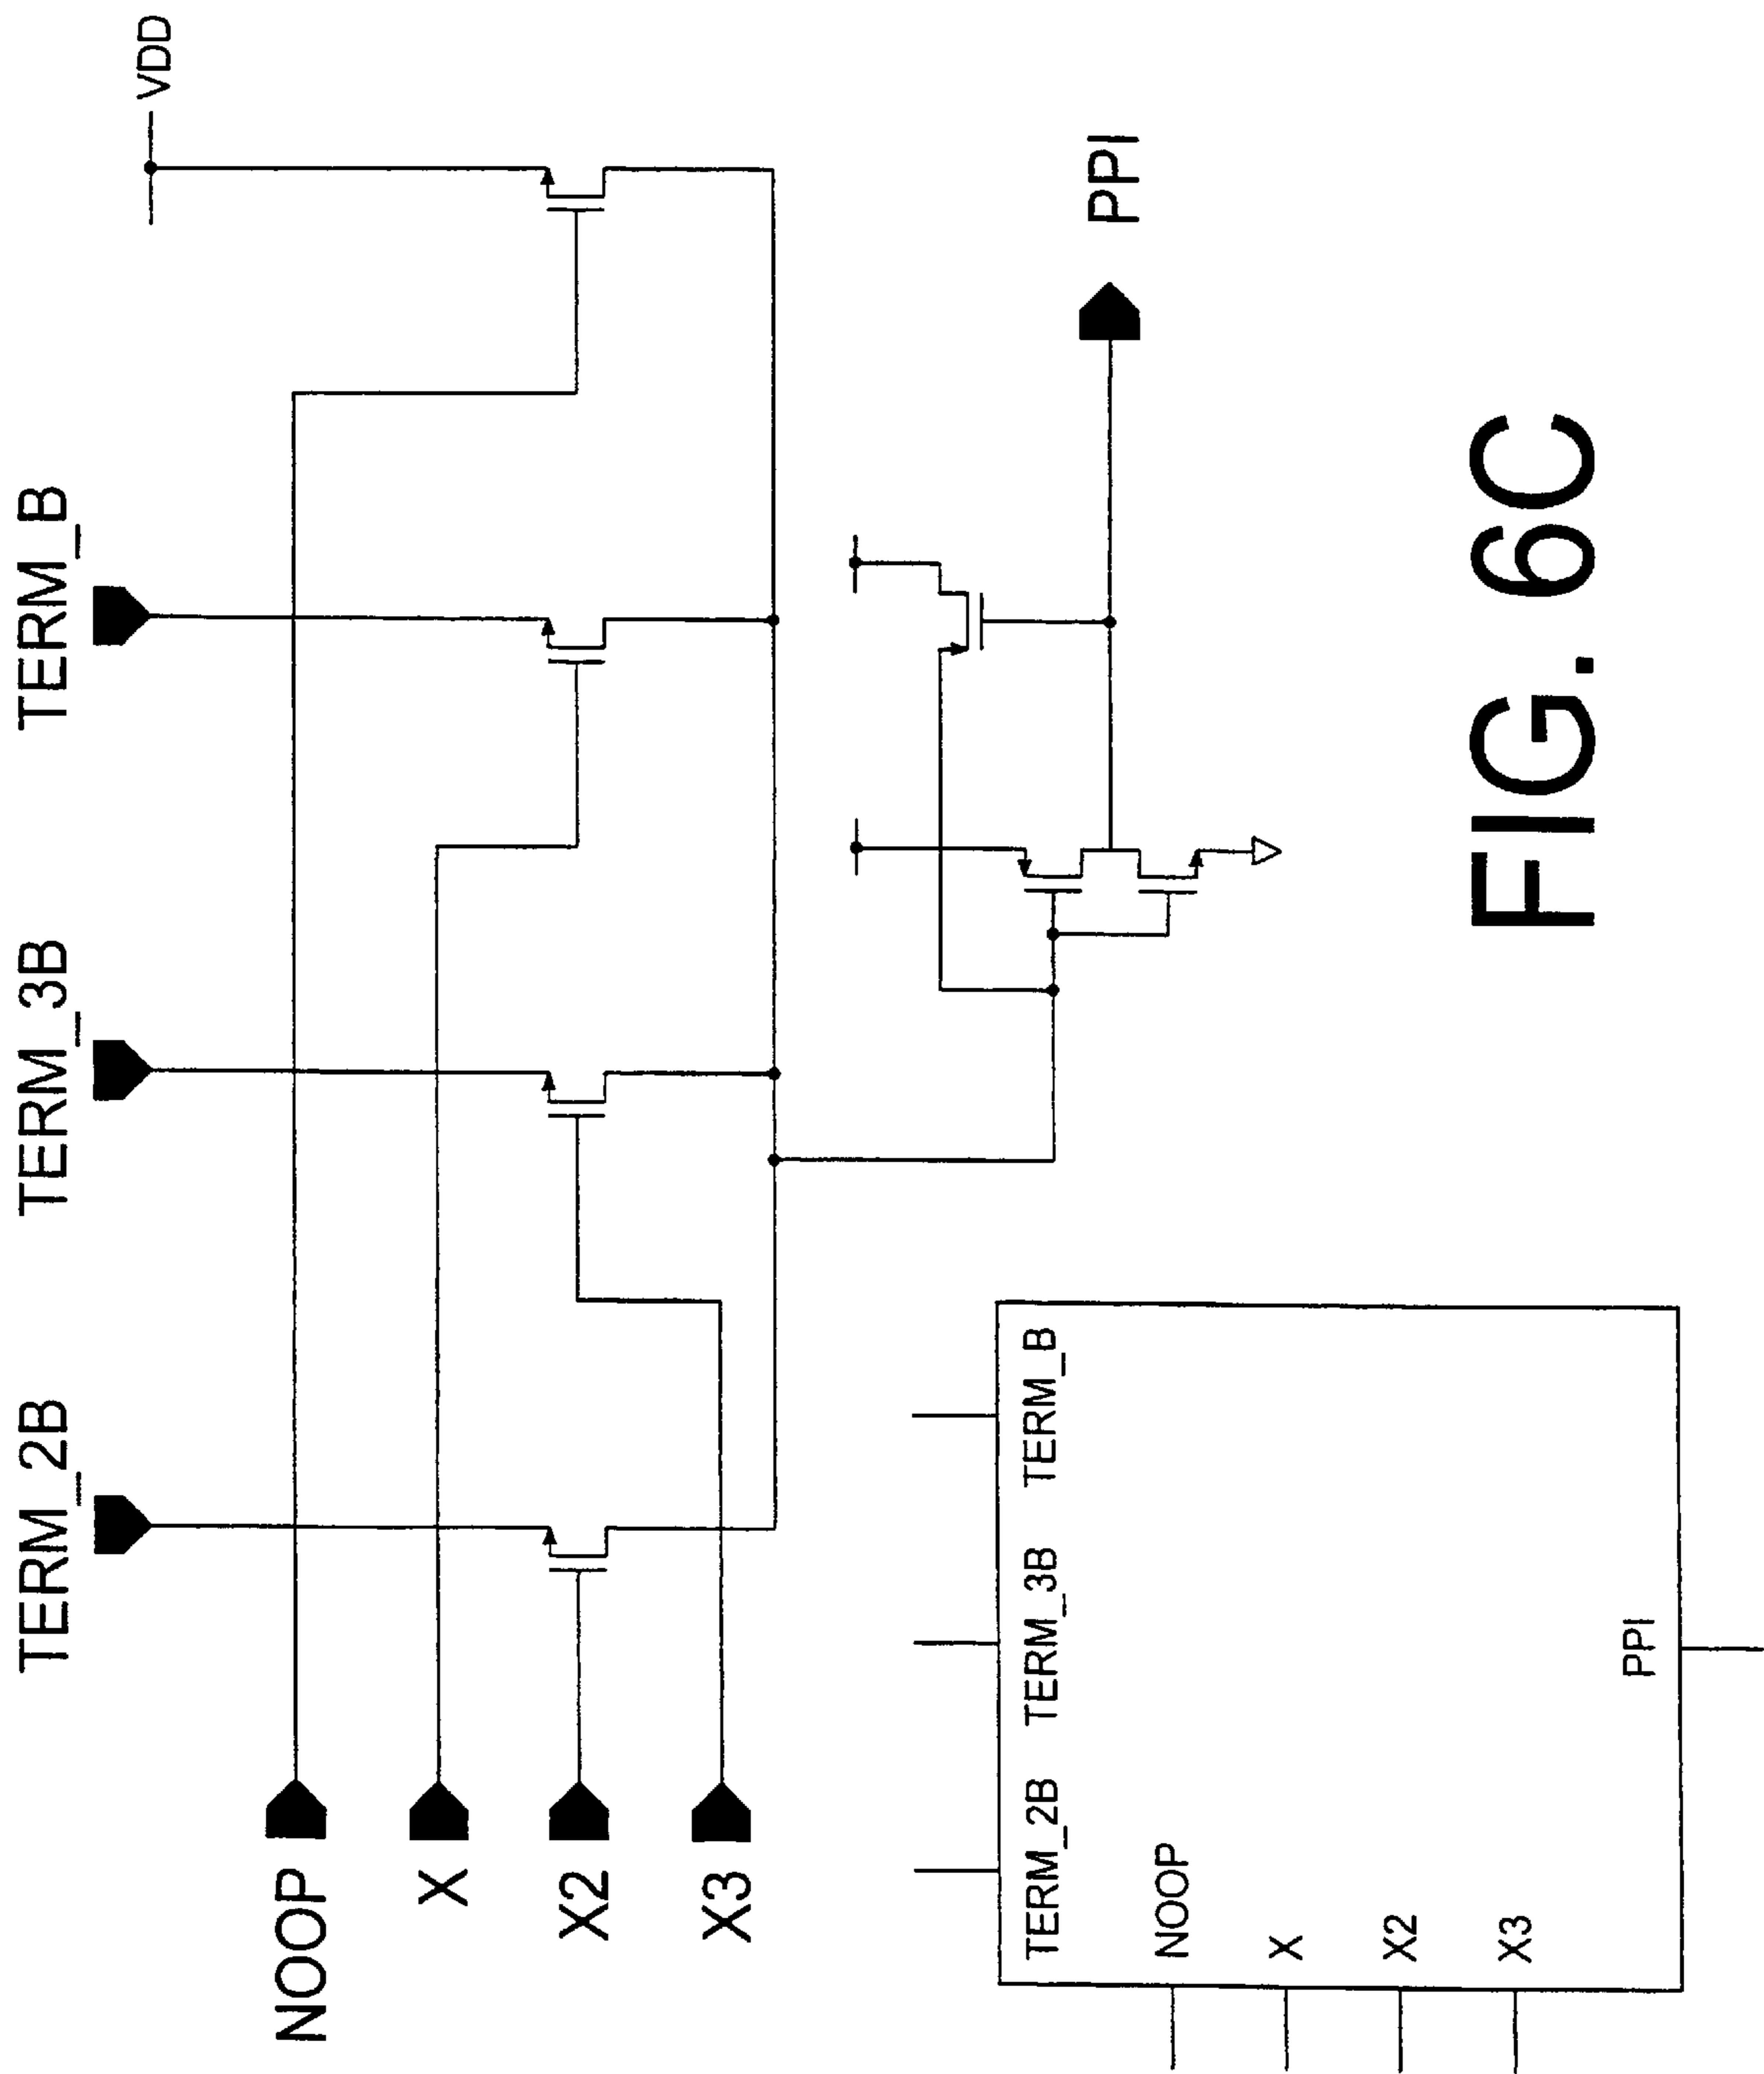 TERM_2B
TERM_3B
TERM_B
VDD
NOOP
X
X2
X3
PPI
TERM_2B TERM_3B TERM_B
NOOP
X
X2
X3
PPI
FIG. 6C